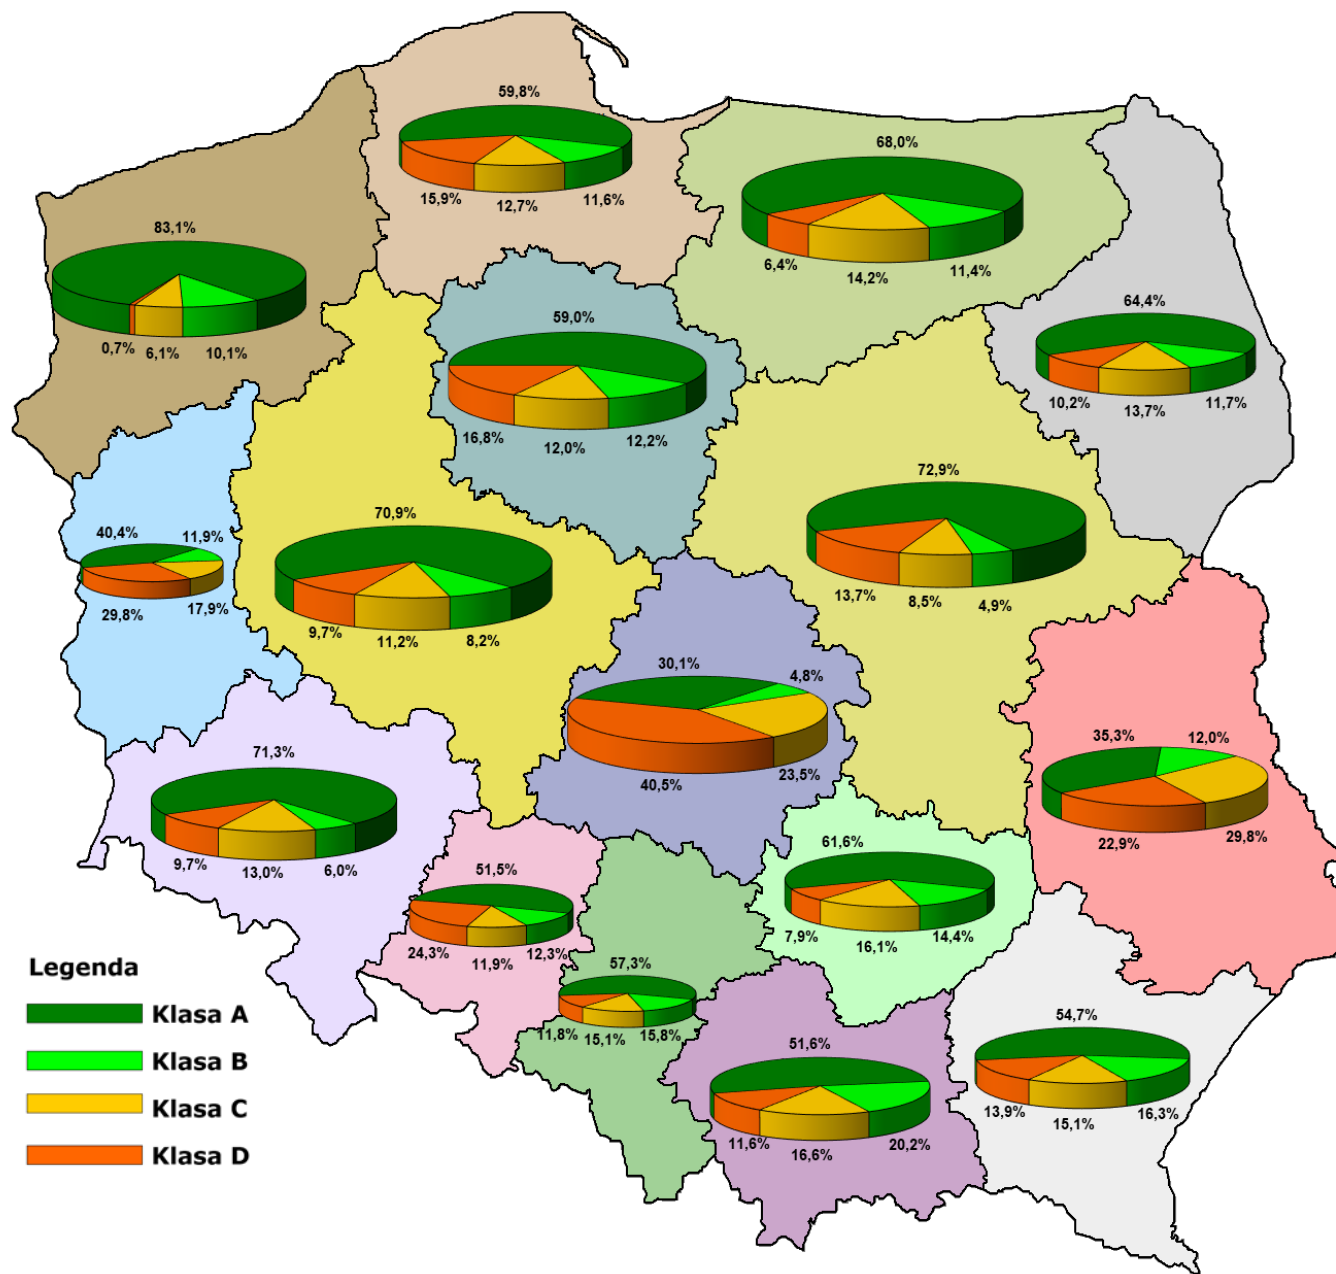 59,8%
15,9% 12,7% 11,6%
68,0%
6,4% 14,2% 11,4%
83,1%
0,7% 6,1% 10,1%
64,4%
10,2% 13,7% 11,7%
59,0%
16,8% 12,0% 12,2%
72,9%
13,7% 8,5% 4,9%
40,4% 11,9%
29,8% 17,9%
70,9%
9,7% 11,2% 8,2%
30,1% 4,8%
40,5% 23,5%
35,3% 12,0%
22,9% 29,8%
71,3%
9,7% 13,0% 6,0%
51,5%
24,3% 11,9% 12,3%
61,6%
7,9% 16,1% 14,4%
57,3%
11,8% 15,1% 15,8%
51,6%
11,6% 16,6% 20,2%
54,7%
13,9% 15,1% 16,3%
Legenda
Klasa A
Klasa B
Klasa C
Klasa D